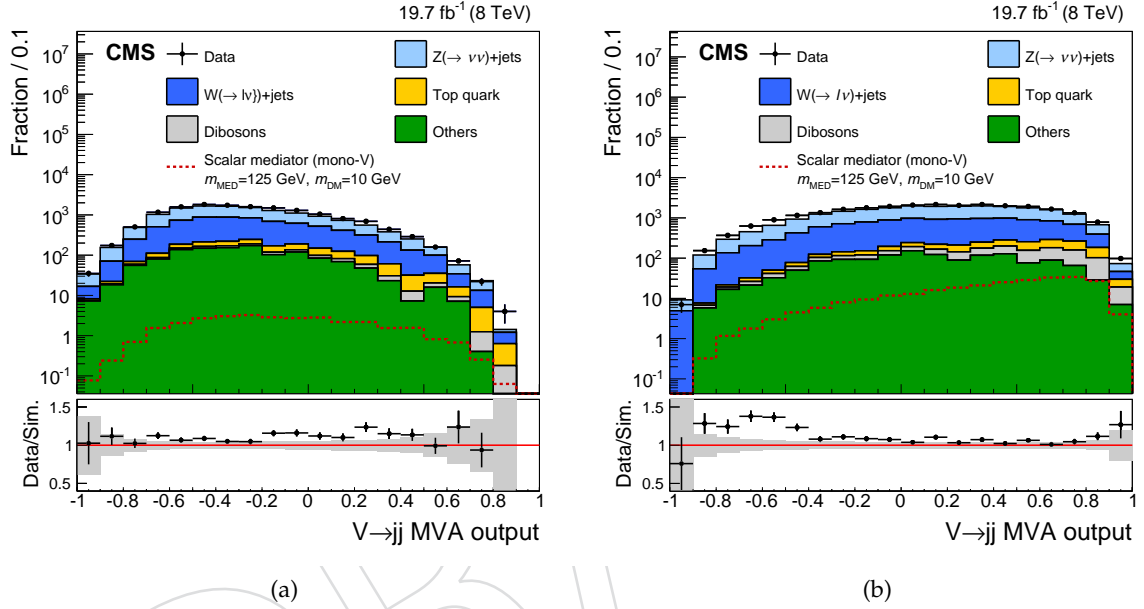 19.7 fb⁻¹ (8 TeV)
Fraction / 0.1
10⁷
10⁶
10⁵
10⁴
10³
10²
10
1
10⁻¹
CMS
Data
Z(→ νν)+jets
W(→ lν})+jets
Top quark
Dibosons
Others
Scalar mediator (mono-V)
m_MED=125 GeV, m_DM=10 GeV
Data/Sim.
1.5
1
0.5
-1 -0.8 -0.6 -0.4 -0.2 0 0.2 0.4 0.6 0.8 1
V→jj MVA output
(a)
19.7 fb⁻¹ (8 TeV)
Fraction / 0.1
10⁷
10⁶
10⁵
10⁴
10³
10²
10
1
10⁻¹
CMS
Data
Z(→ νν)+jets
W(→ lν)+jets
Top quark
Dibosons
Others
Scalar mediator (mono-V)
m_MED=125 GeV, m_DM=10 GeV
Data/Sim.
1.5
1
0.5
-1 -0.8 -0.6 -0.4 -0.2 0 0.2 0.4 0.6 0.8 1
V→jj MVA output
(b)